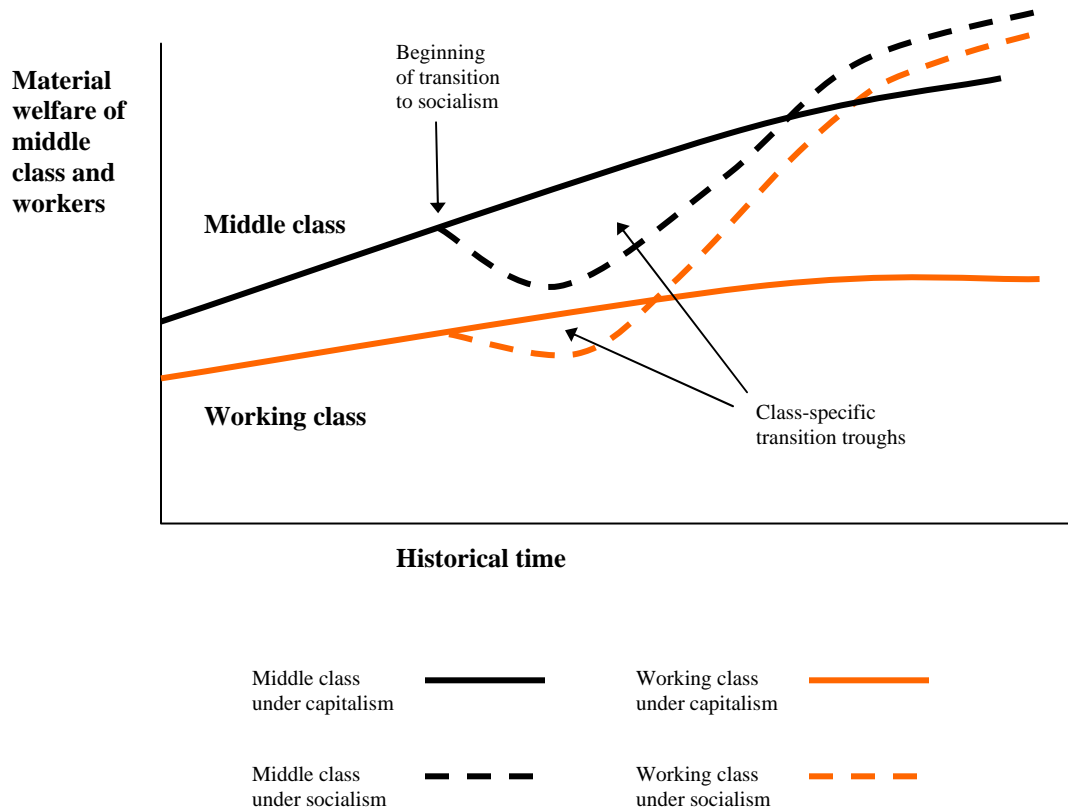 Material
welfare of
middle
class and
workers
Beginning
of transition
to socialism
Middle class
Working class
Class-specific
transition troughs
Historical time
Middle class
under capitalism
Working class
under capitalism
Middle class
under socialism
Working class
under socialism